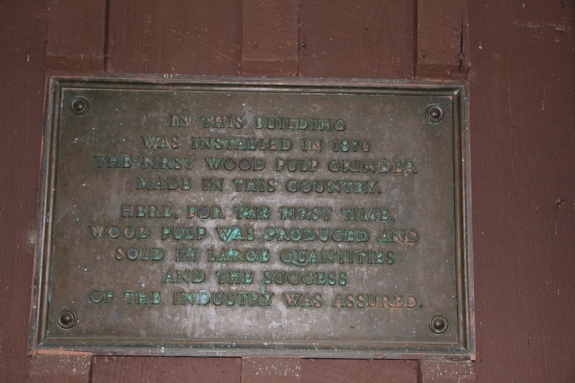 IN THIS BUILDING
WAS INSTALLED IN 1870
THE FIRST WOOD PULP GRINDER
MADE IN THIS COUNTRY.
HERE, FOR THE FIRST TIME,
WOOD PULP WAS PRODUCED AND
SOLD IN LARGE QUANTITIES
AND THE SUCCESS
OF THE INDUSTRY WAS ASSURED.